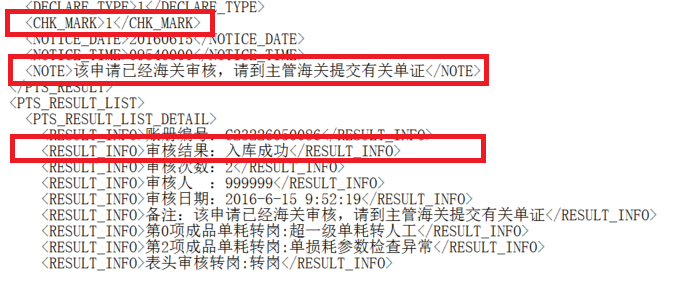 <DECLARE_TYPE>1</DECLARE_TYPE>
<CHK_MARK>1</CHK_MARK>
<NOTICE_DATE>20160615</NOTICE_DATE>
<NOTICE_TIME>09540000</NOTICE_TIME>
<NOTE>该申请已经海关审核，请到主管海关提交有关单证</NOTE>
</PTS_RESULT>
<PTS_RESULT_LIST>
<PTS_RESULT_LIST_DETAIL>
<RESULT_INFO>账册编号：C23326050086</RESULT_INFO>
<RESULT_INFO>审核结果：入库成功</RESULT_INFO>
<RESULT_INFO>审核次数：2</RESULT_INFO>
<RESULT_INFO>审核人 ：999999</RESULT_INFO>
<RESULT_INFO>审核日期：2016-6-15 9:52:19</RESULT_INFO>
<RESULT_INFO>备注：该申请已经海关审核，请到主管海关提交有关单证</RESULT_INFO>
<RESULT_INFO>第0项成品单耗转岗:超一级单耗转人工</RESULT_INFO>
<RESULT_INFO>第2项成品单耗转岗:单损耗参数检查异常</RESULT_INFO>
<RESULT_INFO>表头审核转岗:转岗</RESULT_INFO>